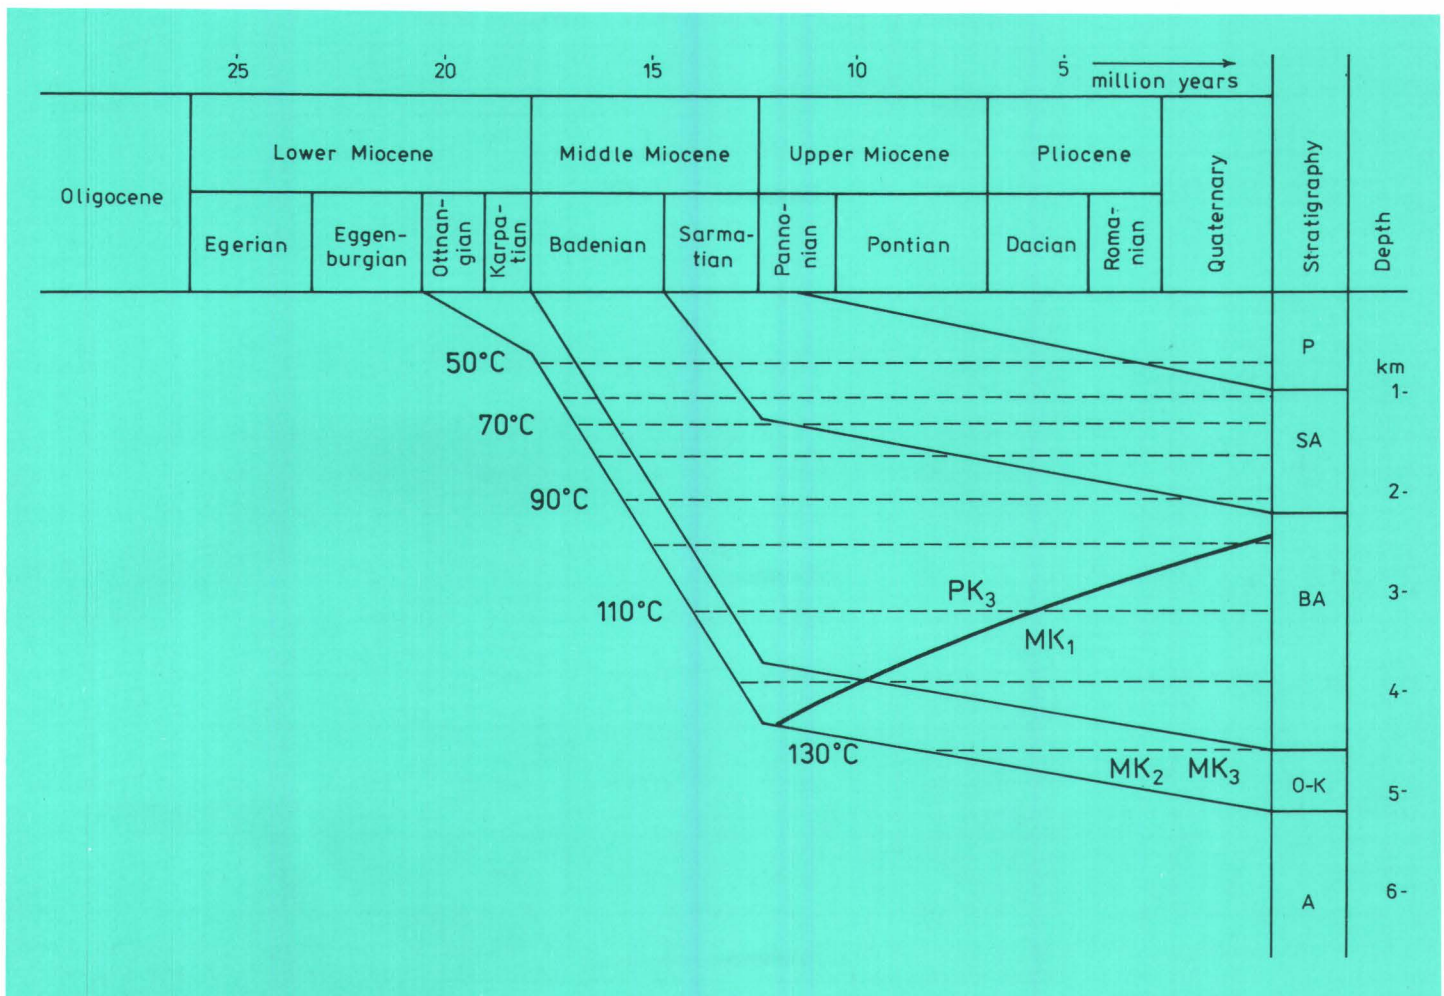 25 20 15 10 5
million years
Lower Miocene Middle Miocene Upper Miocene Pliocene
Oligocene
Egerian
Eggen-
burgian
Ottnan-
gian
Karpa-
tian
Badenian
Sarma-
tian
Panno-
nian
Pontian
Dacian
Roma-
nian
Quaternary
Stratigraphy
Depth
P
50°C
km
1-
70°C
SA
90°C
2-
PK3
BA
3-
110°C
MK1
4-
130°C
MK2 MK3
O-K
5-
A
6-